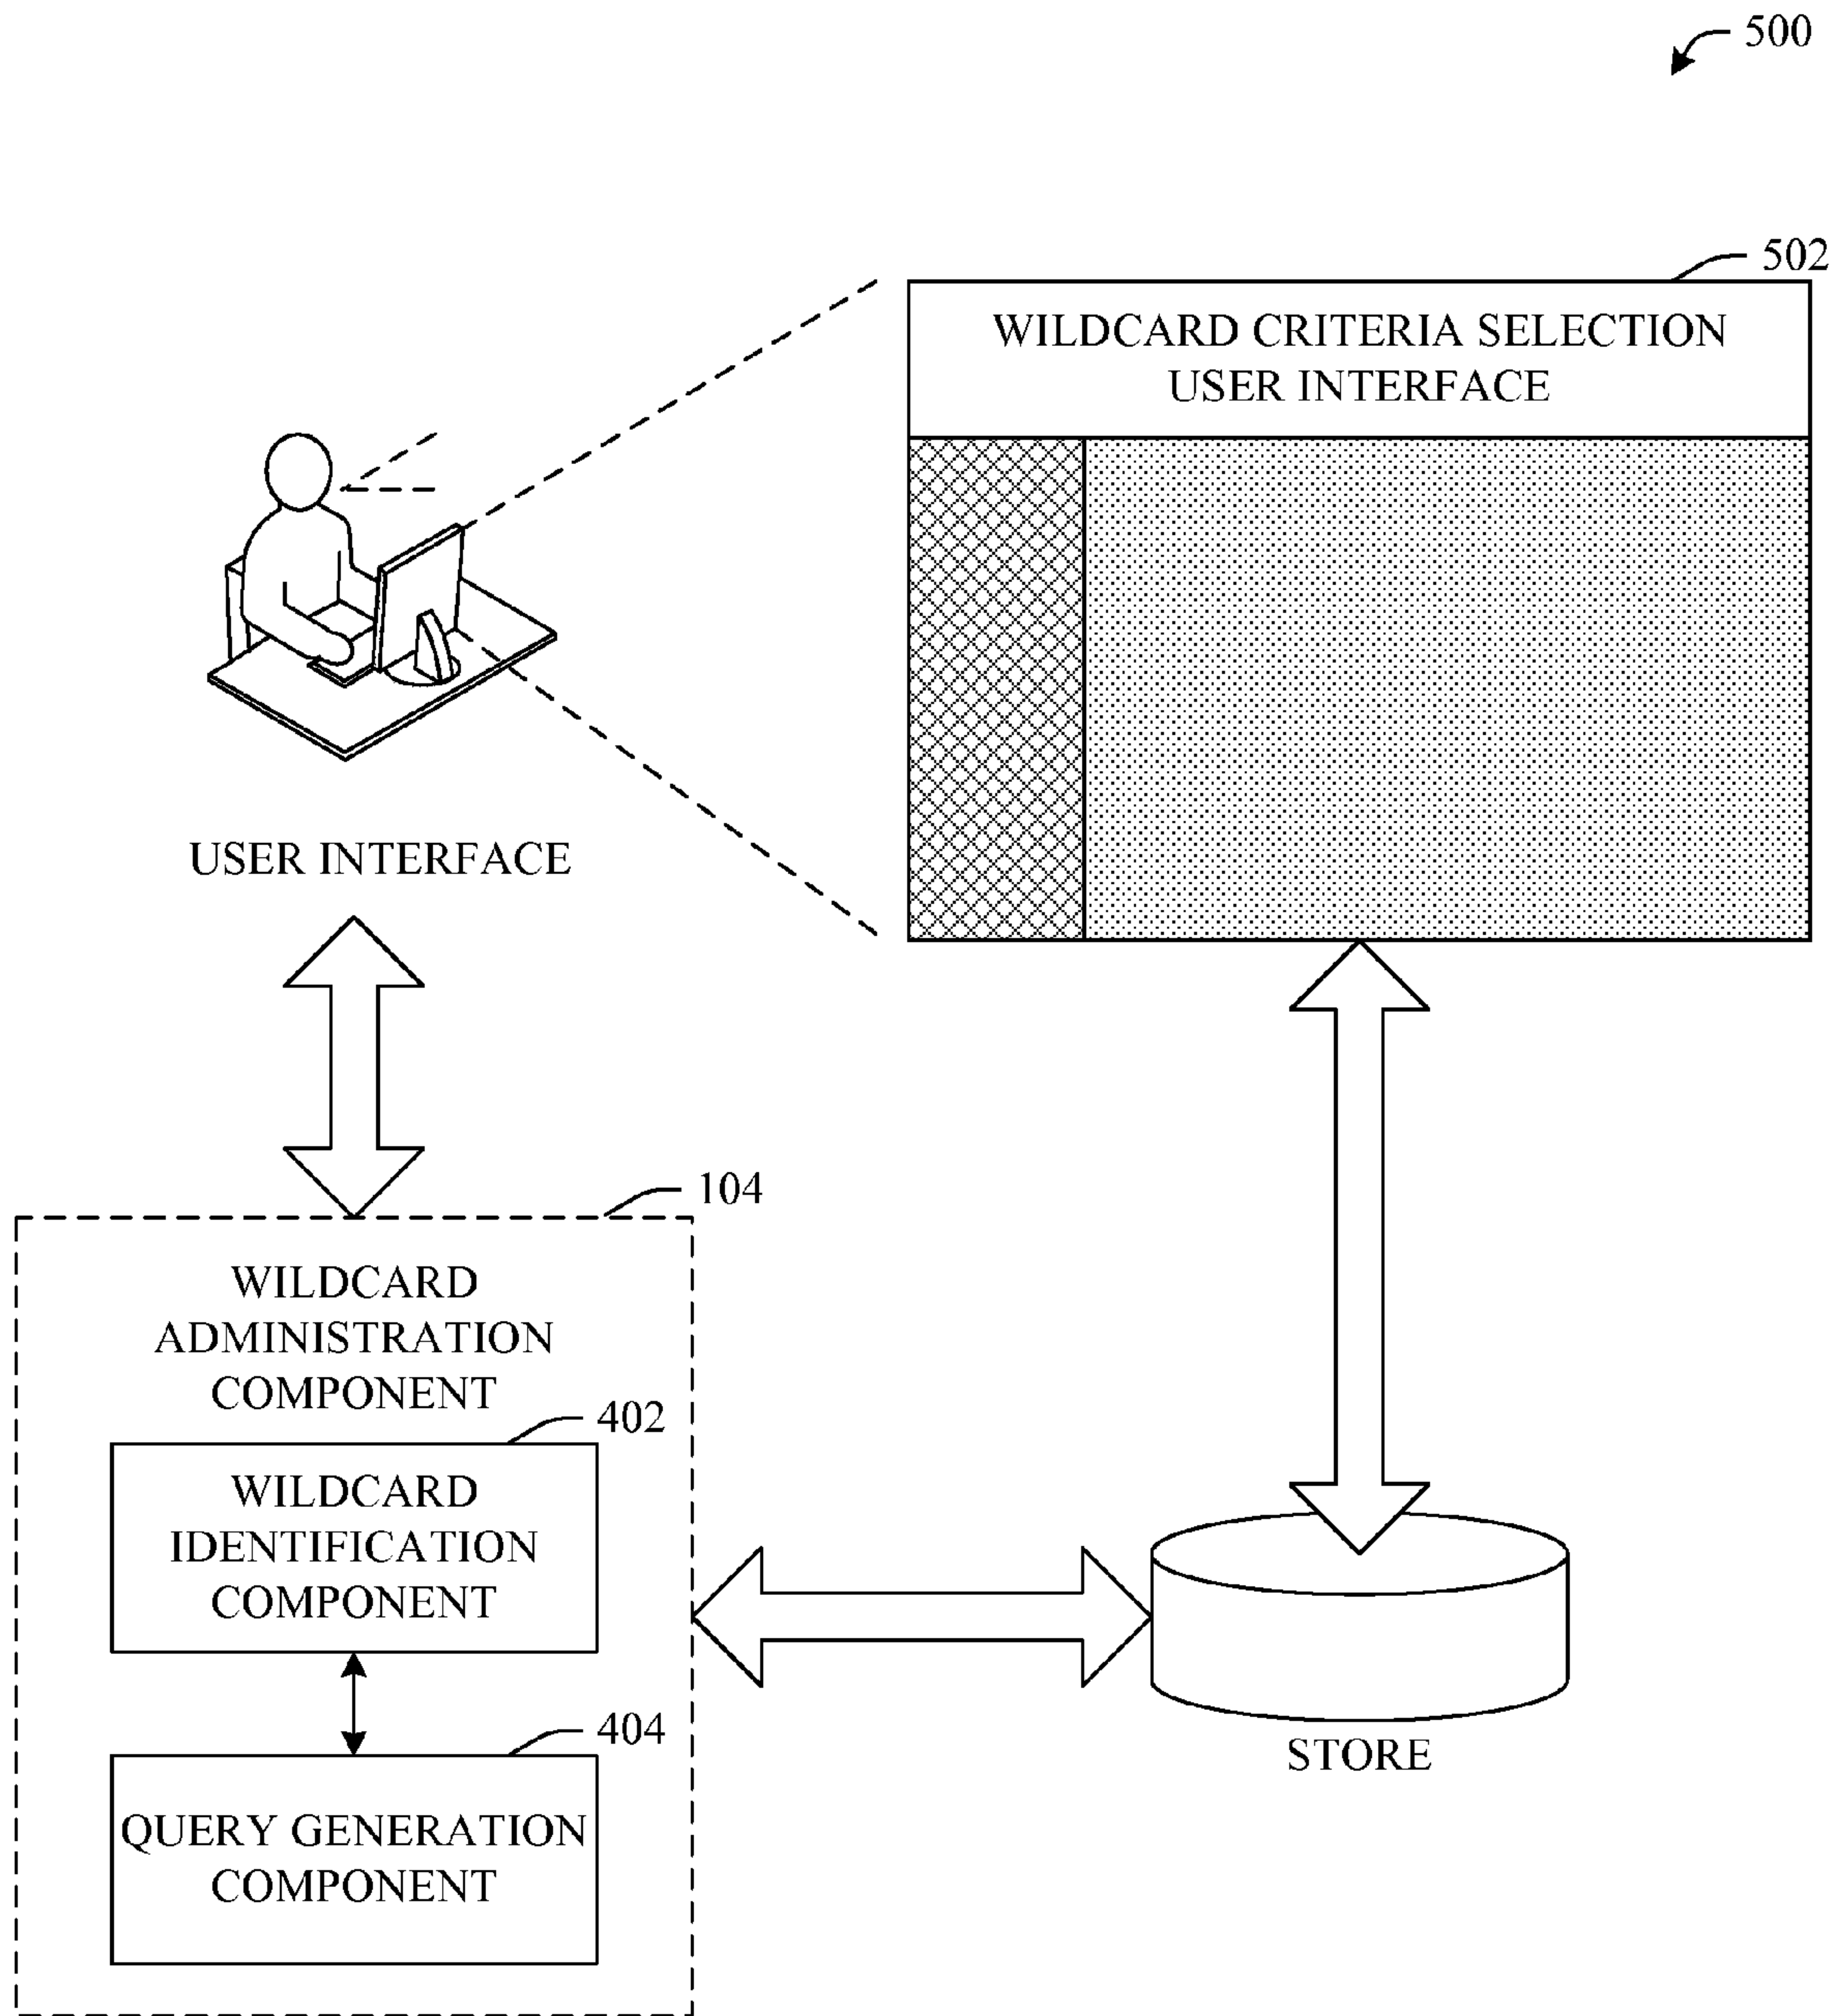 500
502
WILDCARD CRITERIA SELECTION
USER INTERFACE
USER INTERFACE
104
WILDCARD
ADMINISTRATION
COMPONENT
402
WILDCARD
IDENTIFICATION
COMPONENT
404
QUERY GENERATION
COMPONENT
STORE